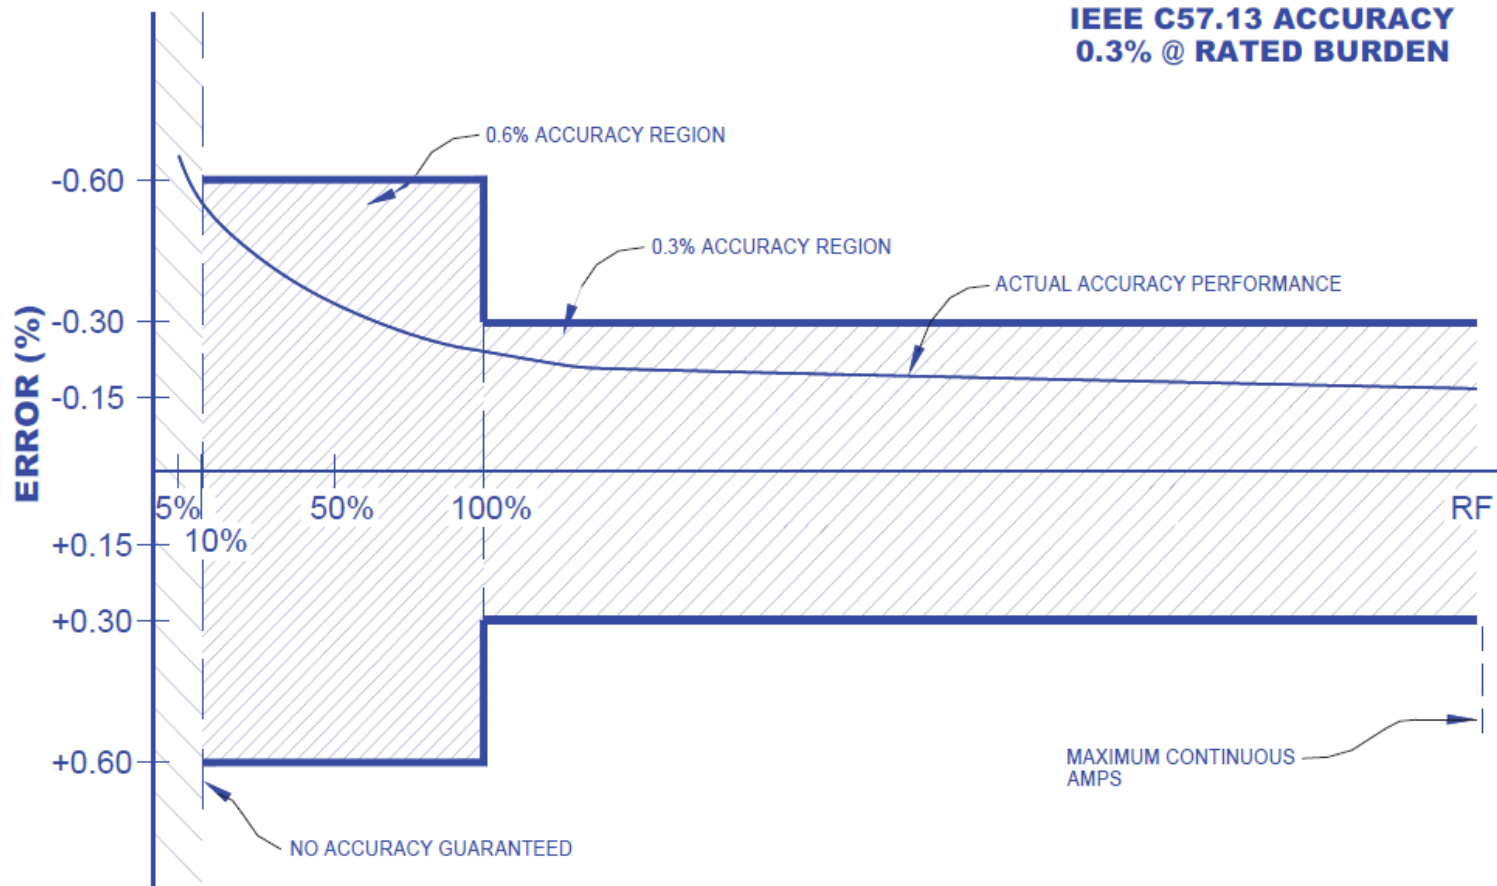 IEEE C57.13 ACCURACY
0.3% @ RATED BURDEN
0.6% ACCURACY REGION
-0.60
0.3% ACCURACY REGION
ACTUAL ACCURACY PERFORMANCE
-0.30
ERROR (%)
-0.15
5%
50%
100%
RF
10%
+0.15
+0.30
+0.60
MAXIMUM CONTINUOUS
AMPS
NO ACCURACY GUARANTEED